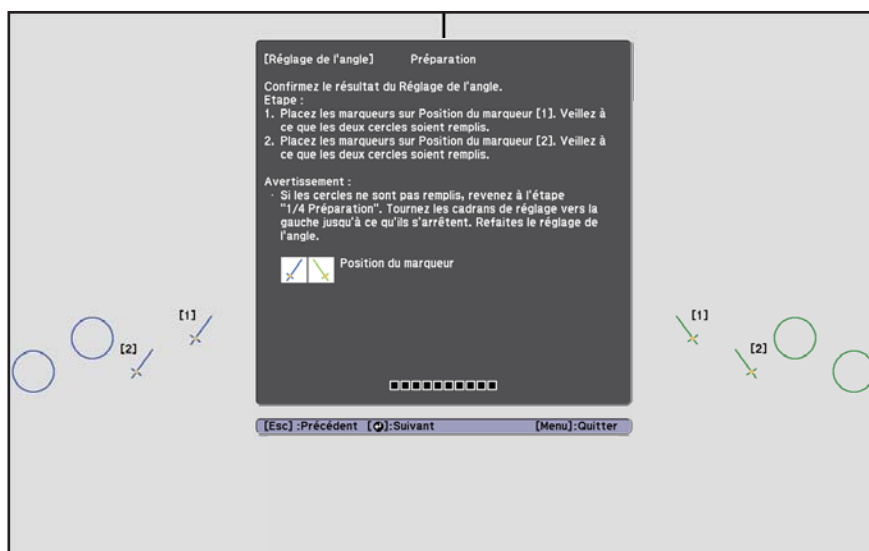 [Réglage de l'angle] Préparation
Confirmez le résultat du Réglage de l'angle.
Etape :
1. Placez les marqueurs sur Position du marqueur [1]. Veillez à
ce que les deux cercles soient remplis.
2. Placez les marqueurs sur Position du marqueur [2]. Veillez à
ce que les deux cercles soient remplis.
Avertissement :
· Si les cercles ne sont pas remplis, revenez à l'étape
"1/4 Préparation". Tournez les cadrans de réglage vers la
gauche jusqu'à ce qu'ils s'arrêtent. Refaites le réglage de
l'angle.
Position du marqueur
[1]
[2]
[1]
[2]
[Esc] :Précédent [↵]:Suivant [Menu]:Quitter